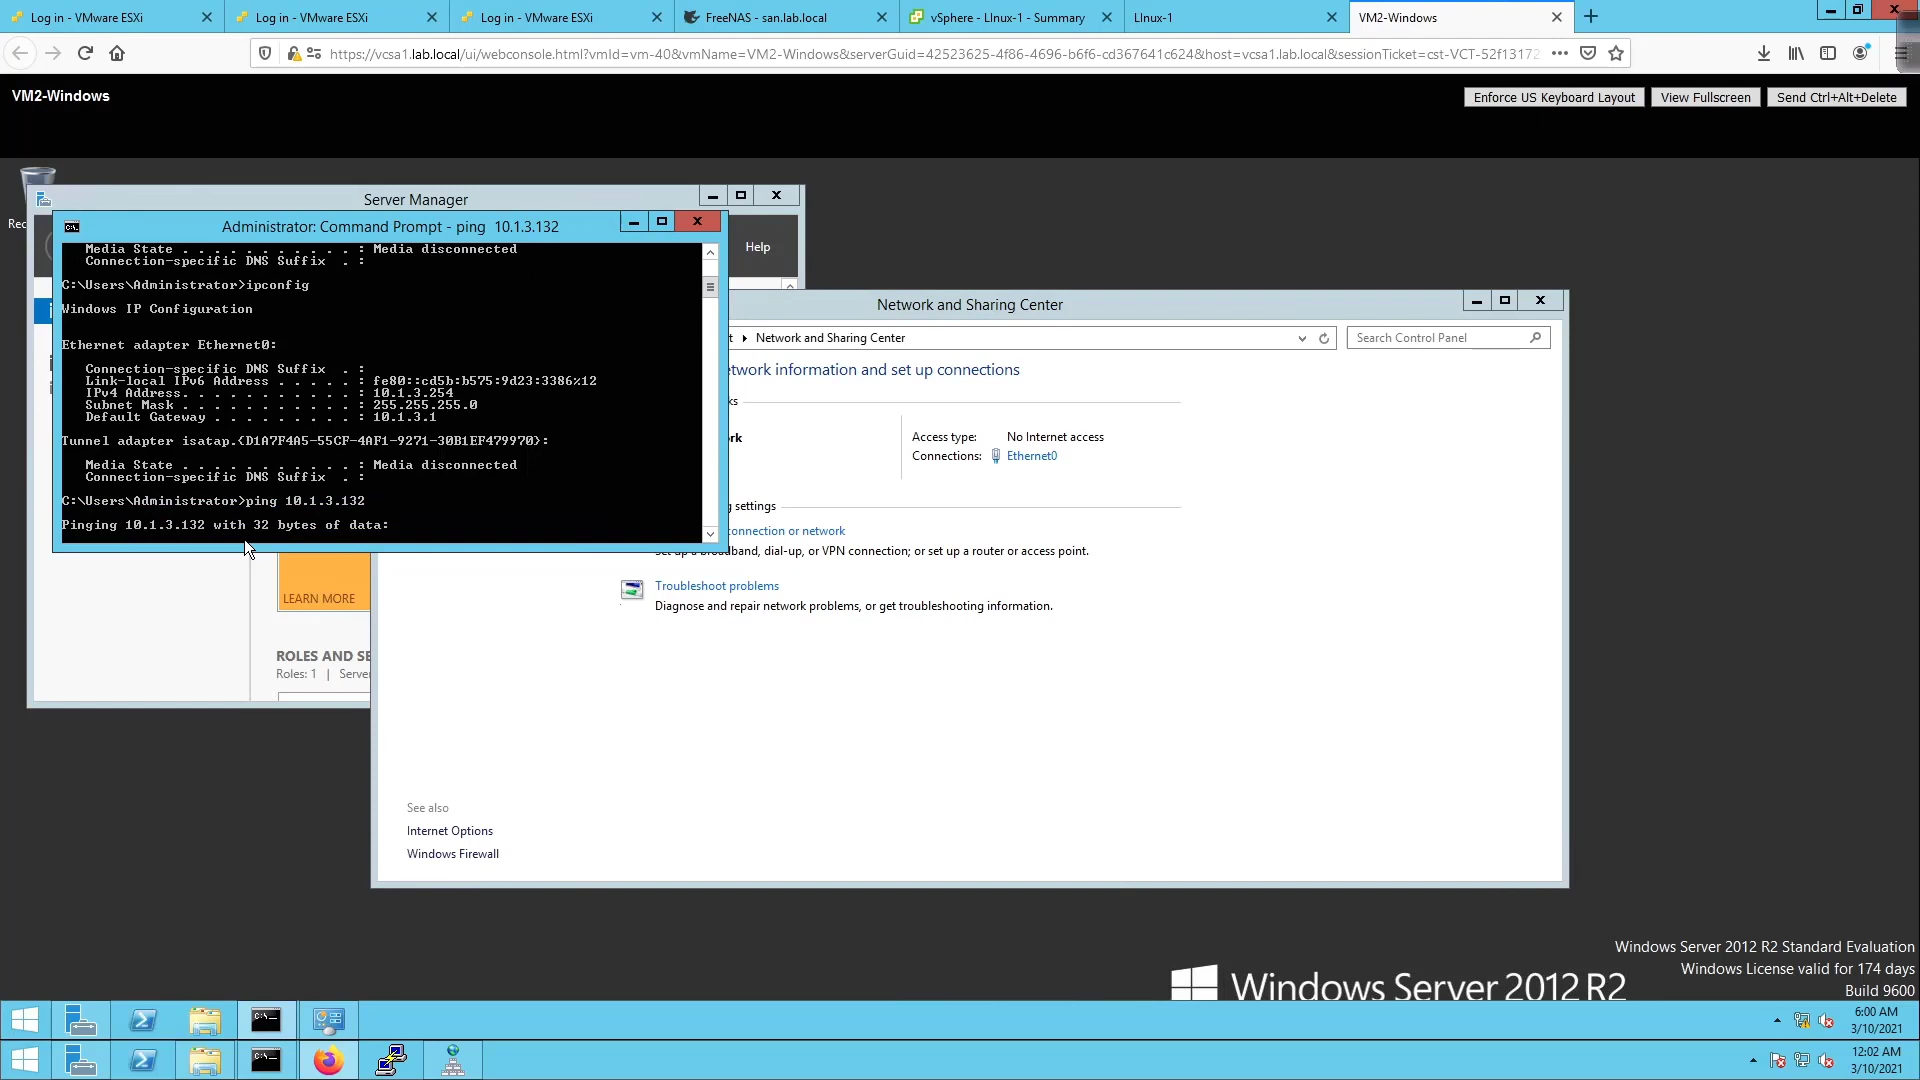 Log in - VMware ESXi
Log in - VMware ESXi
Log in - VMware ESXi
FreeNAS - san.lab.local
vSphere - LInux-1 - Summary
LInux-1
VM2-Windows
https://vcsa1.lab.local/ui/webconsole.html?vmId=vm-40&vmName=VM2-Windows&serverGuid=42523625-4f86-4696-b6f6-cd367641c624&host=vcsa1.lab.local&sessionTicket=cst-VCT-52f13172
VM2-Windows
Enforce US Keyboard Layout
View Fullscreen
Send Ctrl+Alt+Delete
Rec
Server Manager
Help
Administrator: Command Prompt - ping 10.1.3.132
Media State . . . . . . . . . . . : Media disconnected
Connection-specific DNS Suffix  . :
C:\Users\Administrator>ipconfig
Windows IP Configuration
Ethernet adapter Ethernet0:
Connection-specific DNS Suffix  . :
Link-local IPv6 Address . . . . . : fe80::cd5b:b575:9d23:3386%12
IPv4 Address. . . . . . . . . . . : 10.1.3.254
Subnet Mask . . . . . . . . . . . : 255.255.255.0
Default Gateway . . . . . . . . . : 10.1.3.1
Tunnel adapter isatap.{D1A7F4A5-55CF-4AF1-9271-30B1EF479970}:
Media State . . . . . . . . . . . : Media disconnected
Connection-specific DNS Suffix  . :
C:\Users\Administrator>ping 10.1.3.132
Pinging 10.1.3.132 with 32 bytes of data:
LEARN MORE
ROLES AND SE
Roles: 1 | Server
Network and Sharing Center
t
Network and Sharing Center
Search Control Panel
etwork information and set up connections
ks
rk
Access type: No Internet access
Connections: Ethernet0
g settings
connection or network
Set up a broadband, dial-up, or VPN connection; or set up a router or access point.
Troubleshoot problems
Diagnose and repair network problems, or get troubleshooting information.
See also
Internet Options
Windows Firewall
Windows Server 2012 R2 Standard Evaluation
Windows License valid for 174 days
Build 9600
Windows Server 2012 R2
6:00 AM
3/10/2021
12:02 AM
3/10/2021